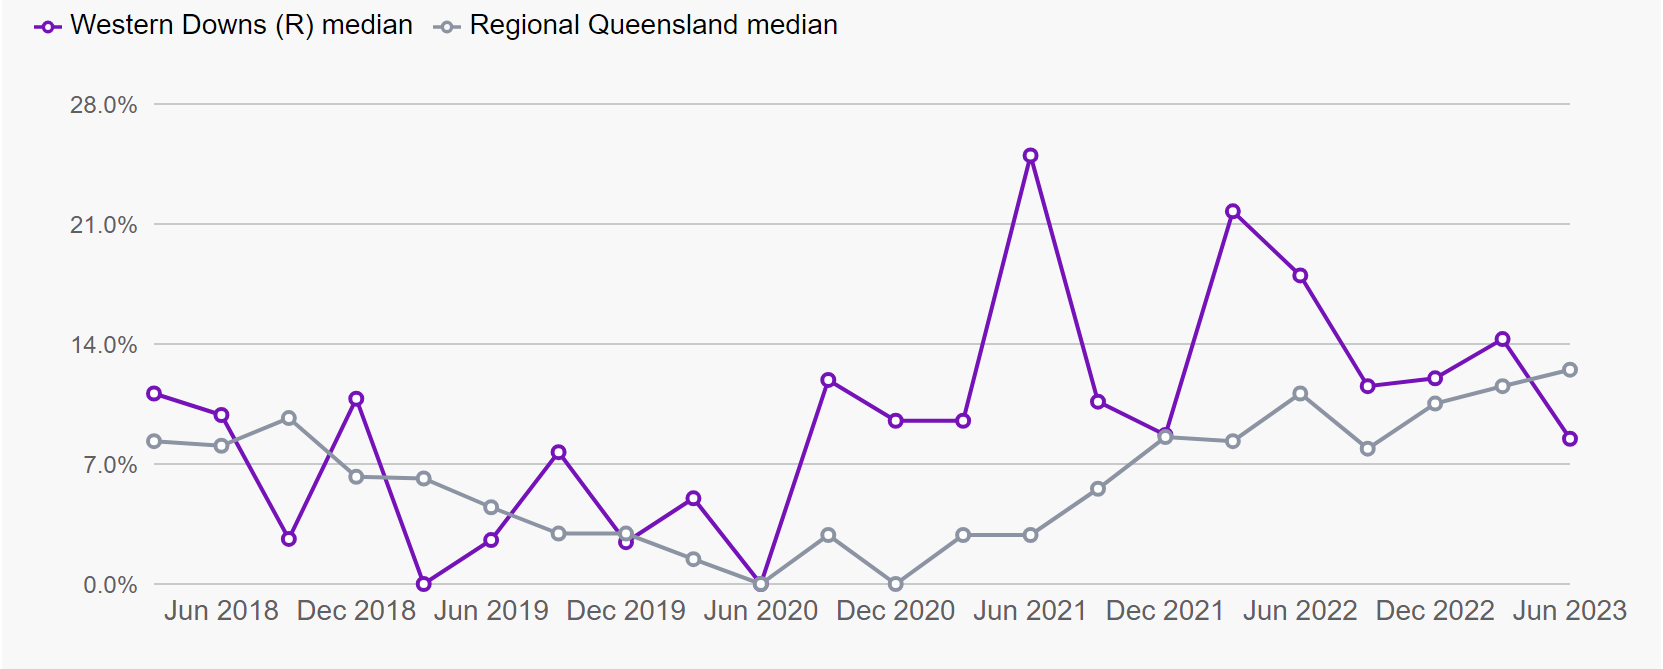 Western Downs (R) median Regional Queensland median
28.0%
21.0%
14.0%
7.0%
0.0%
Jun 2018 Dec 2018 Jun 2019 Dec 2019 Jun 2020 Dec 2020 Jun 2021 Dec 2021 Jun 2022 Dec 2022 Jun 2023